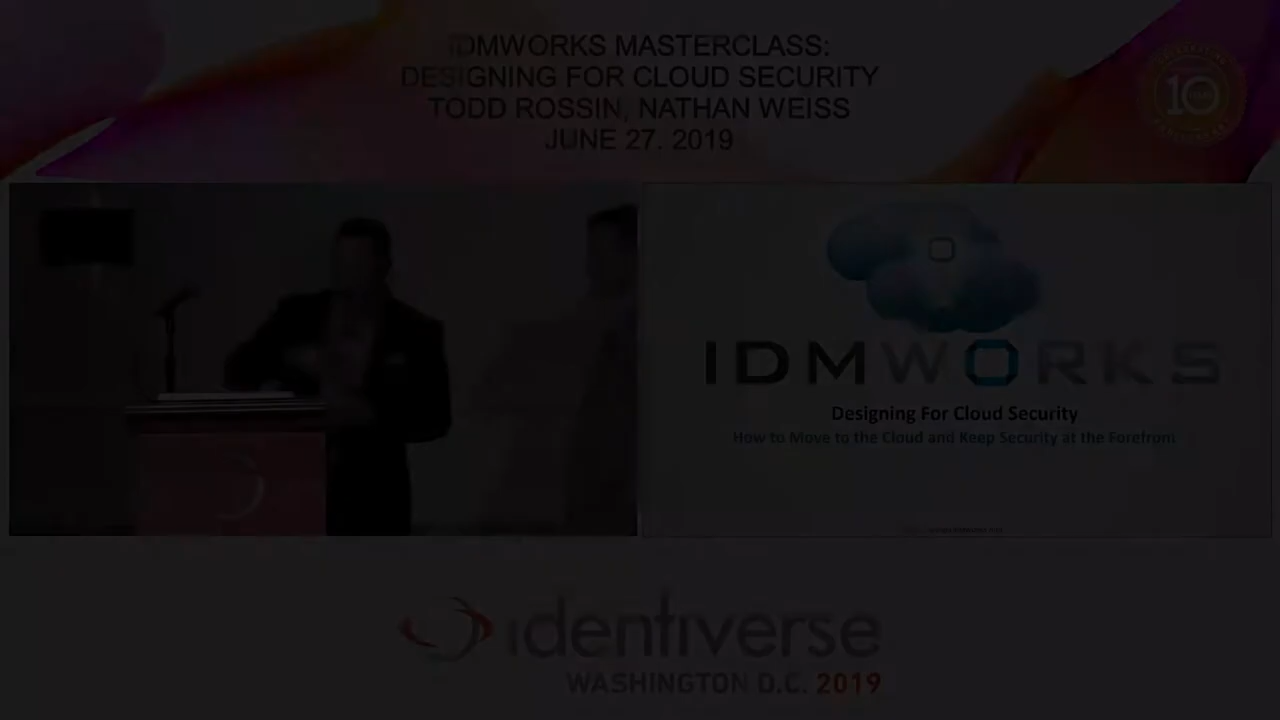 IDMWORKS MASTERCLASS:
DESIGNING FOR CLOUD SECURITY
TODD ROSSIN, NATHAN WEISS
JUNE 27. 2019
10
IDMWORKS
Designing For Cloud Security
How to Move to the Cloud and Keep Security at the Forefront
identiverse
WASHINGTON D.C. 2019